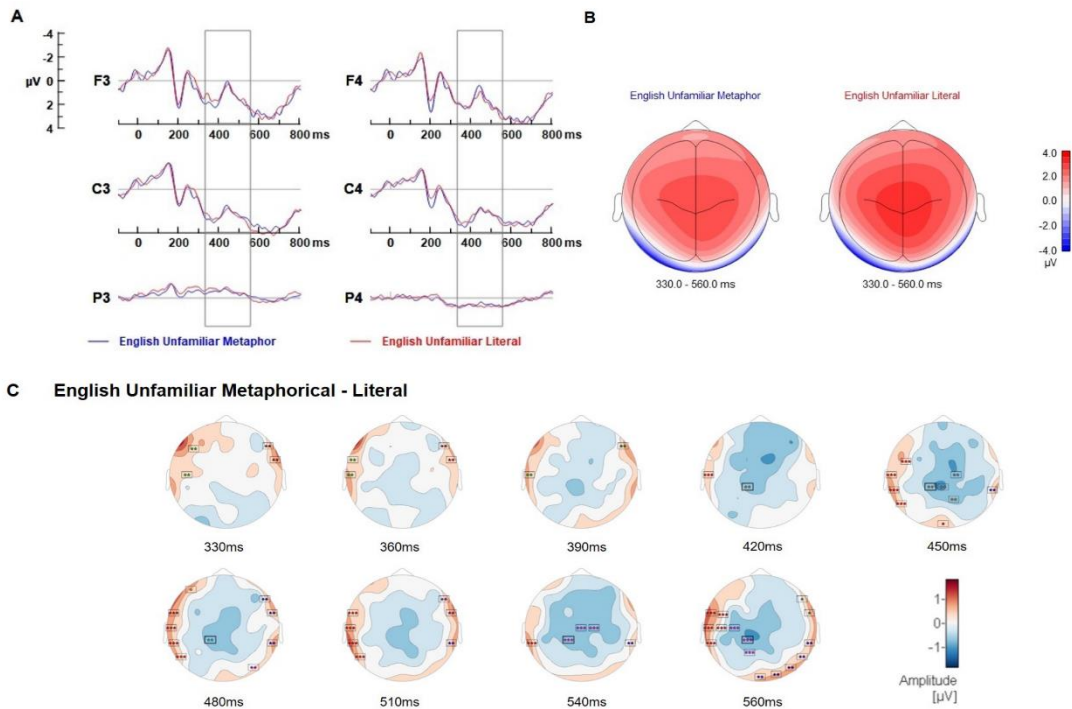 A
-4
-2
µV 0
2
4
F3
F4
0 200 400 600 800 ms
0 200 400 600 800 ms
C3
C4
0 200 400 600 800 ms
0 200 400 600 800 ms
P3
P4
English Unfamiliar Metaphor
English Unfamiliar Literal
B
English Unfamiliar Metaphor
English Unfamiliar Literal
4.0
2.0
0.0
-2.0
-4.0
µV
330.0 - 560.0 ms
330.0 - 560.0 ms
C English Unfamiliar Metaphorical - Literal
330ms
360ms
390ms
420ms
450ms
480ms
510ms
540ms
560ms
1
0
-1
Amplitude
[µV]